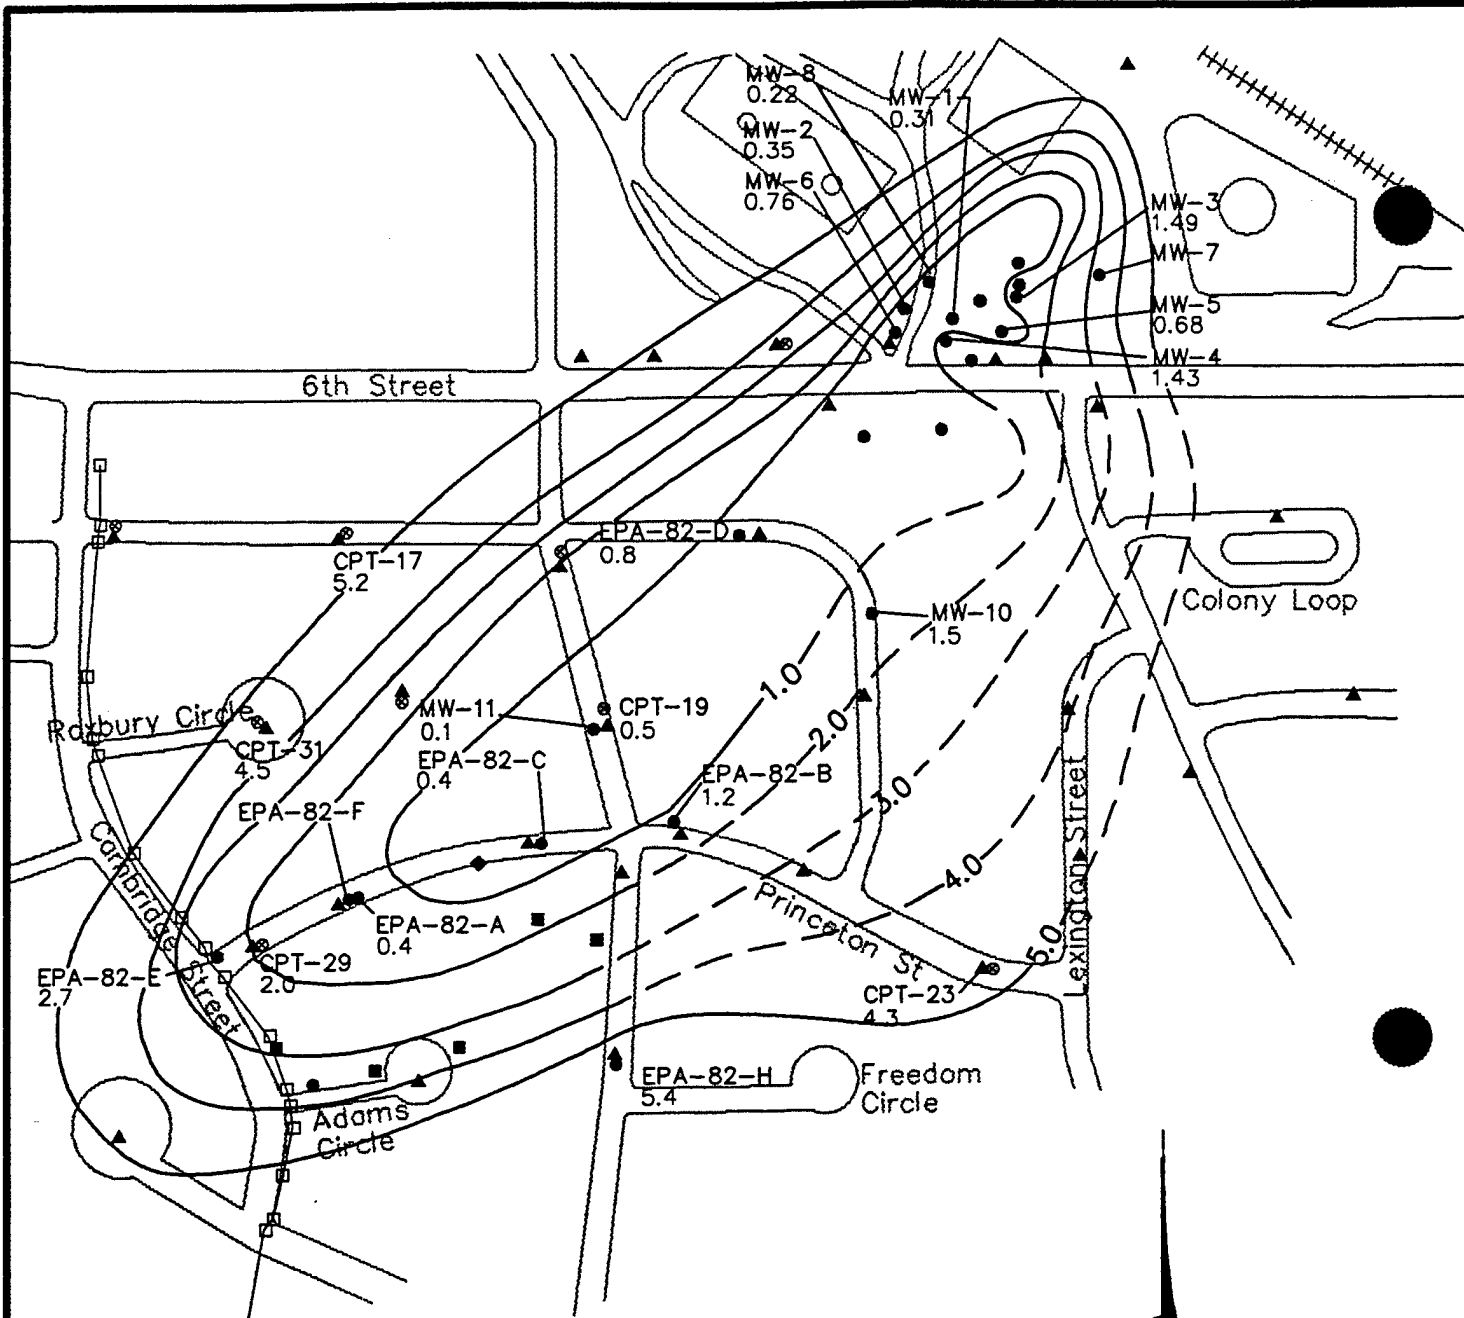 MW-8
0.22
MW-1
0.31
MW-2
0.35
MW-6
0.76
MW-3
1.49
MW-7
MW-5
0.68
MW-4
1.43
6th Street
EPA-82-D
0.8
CPT-17
5.2
Colony Loop
MW-10
1.5
1.0
Roxbury Circle
MW-11
0.1
CPT-19
0.5
2.0
CPT-31
4.5
EPA-82-C
0.4
EPA-82-B
1.2
3.0
EPA-82-F
Cambridge Street
Lexington Street
4.0
Princeton St
EPA-82-A
0.4
5.0
EPA-82-E
2.7
CPT-29
2.0
CPT-23
4.3
EPA-82-H
5.4
Freedom
Circle
Adams
Circle